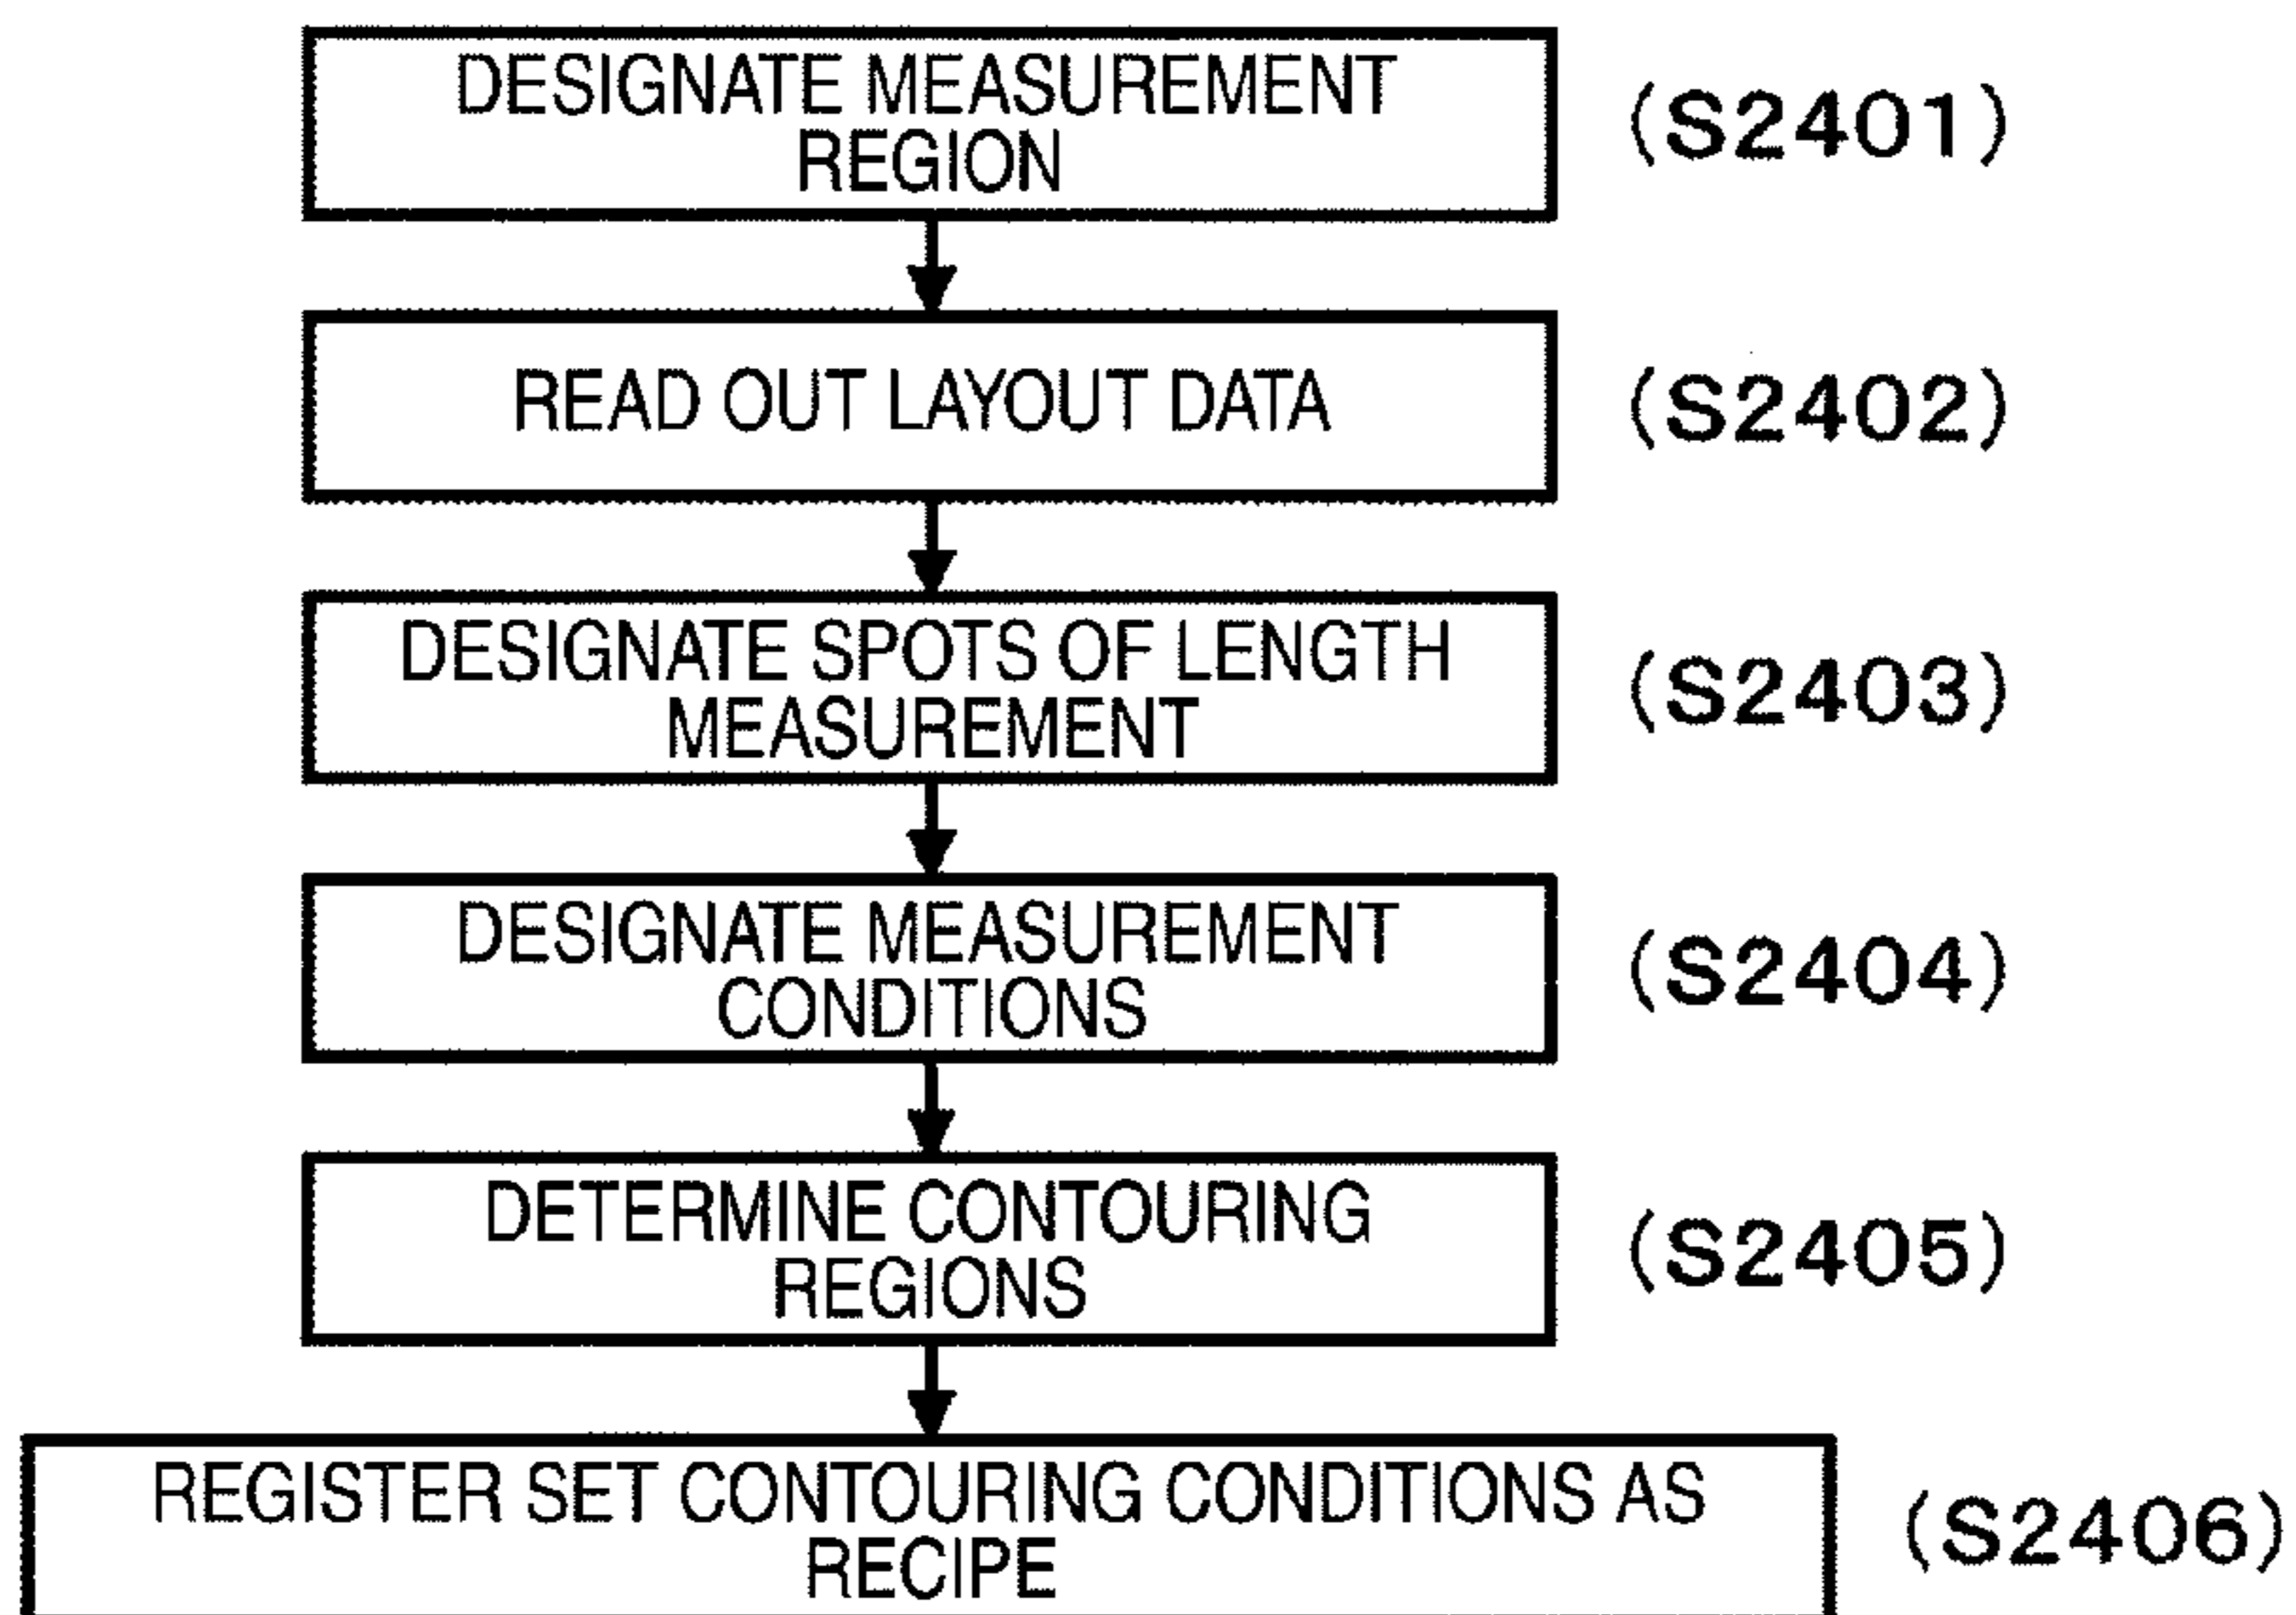 DESIGNATE MEASUREMENT
REGION
(S2401)
READ OUT LAYOUT DATA
(S2402)
DESIGNATE SPOTS OF LENGTH
MEASUREMENT
(S2403)
DESIGNATE MEASUREMENT
CONDITIONS
(S2404)
DETERMINE CONTOURING
REGIONS
(S2405)
REGISTER SET CONTOURING CONDITIONS AS
RECIPE
(S2406)